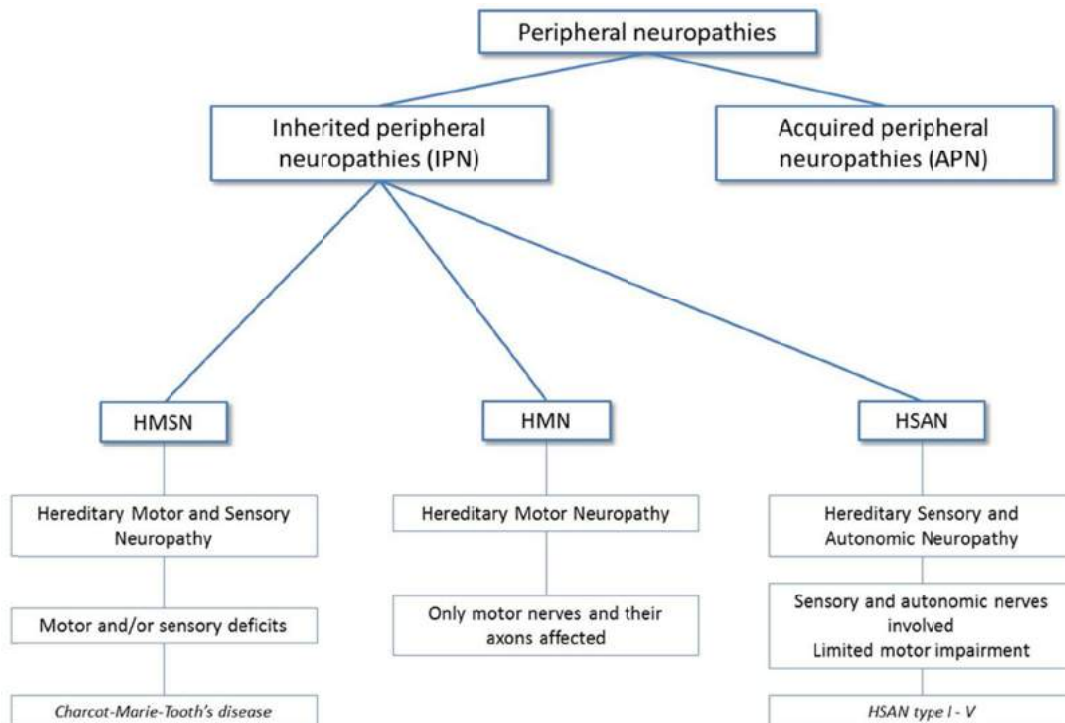 Peripheral neuropathies
Inherited peripheral
neuropathies (IPN)
Acquired peripheral
neuropathies (APN)
HMSN
HMN
HSAN
Hereditary Motor and Sensory
Neuropathy
Hereditary Motor Neuropathy
Hereditary Sensory and
Autonomic Neuropathy
Motor and/or sensory deficits
Only motor nerves and their
axons affected
Sensory and autonomic nerves
involved
Limited motor impairment
Charcot-Marie-Tooth's disease
HSAN type I - V